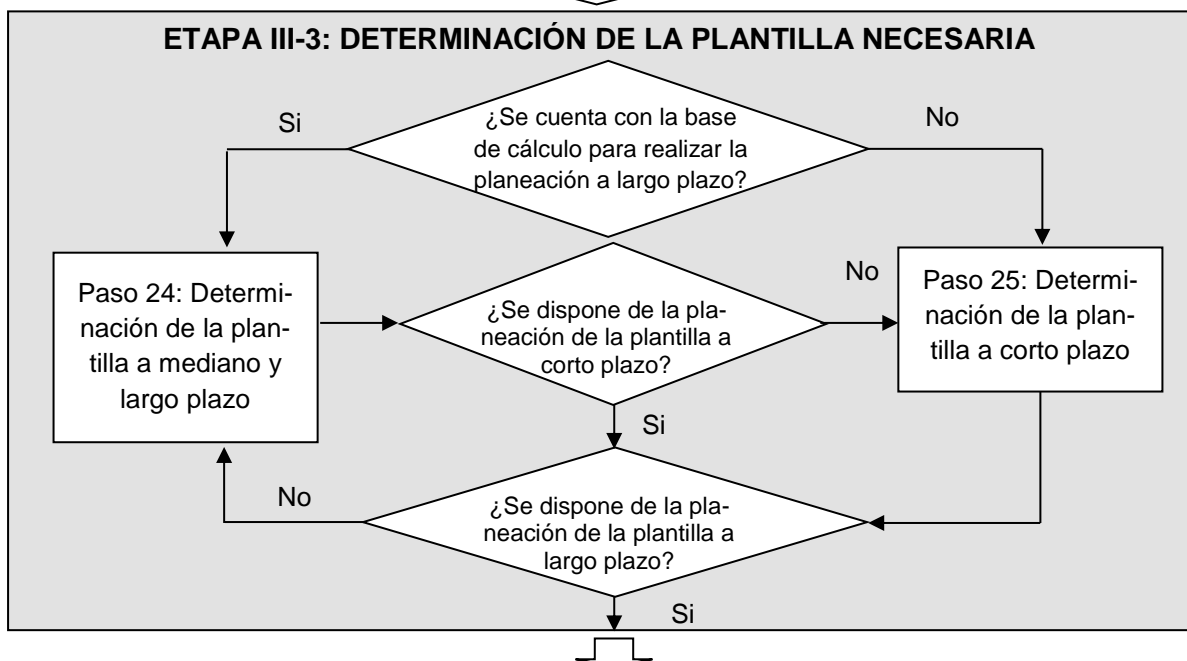 ETAPA III-3: DETERMINACIÓN DE LA PLANTILLA NECESARIA
¿Se cuenta con la base
de cálculo para realizar la
planeación a largo plazo?
Si
No
Paso 24: Determi-
nación de la plan-
tilla a mediano y
largo plazo
¿Se dispone de la pla-
neación de la plantilla a
corto plazo?
No
Paso 25: Determi-
nación de la plan-
tilla a corto plazo
Si
¿Se dispone de la pla-
neación de la plantilla a
largo plazo?
No
Si